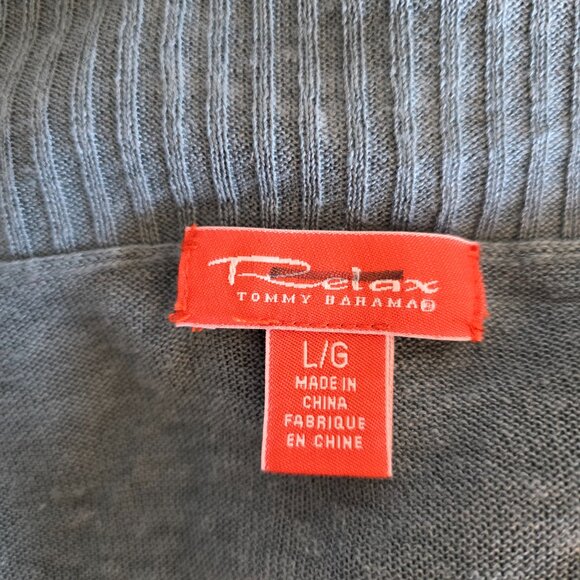 Relax
TOMMY BAHAMA®
L/G
MADE IN
CHINA
FABRIQUE
EN CHINE